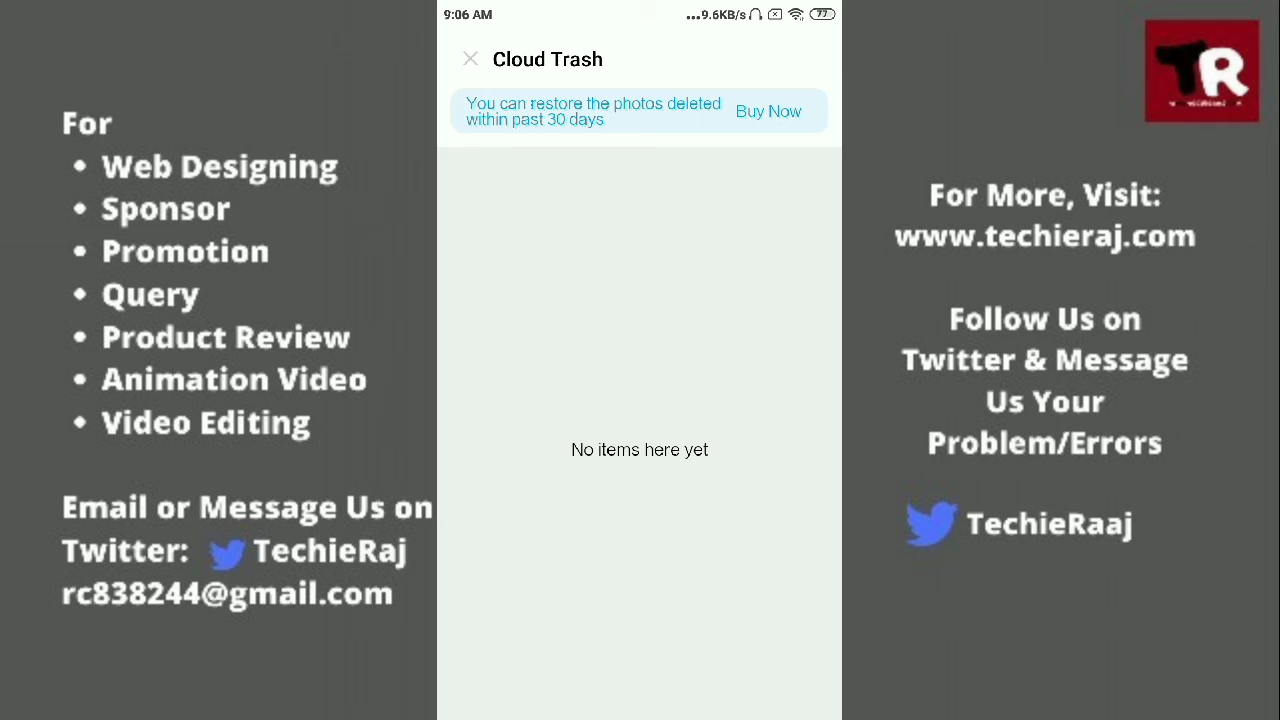 For
• Web Designing
• Sponsor
• Promotion
• Query
• Product Review
• Animation Video
• Video Editing
Email or Message Us on
Twitter: TechieRaj
rc838244@gmail.com
9:06 AM
...9.6KB/s
77
Cloud Trash
You can restore the photos deleted
within past 30 days
Buy Now
No items here yet
TR
For More, Visit:
www.techieraj.com
Follow Us on
Twitter & Message
Us Your
Problem/Errors
TechieRaaj